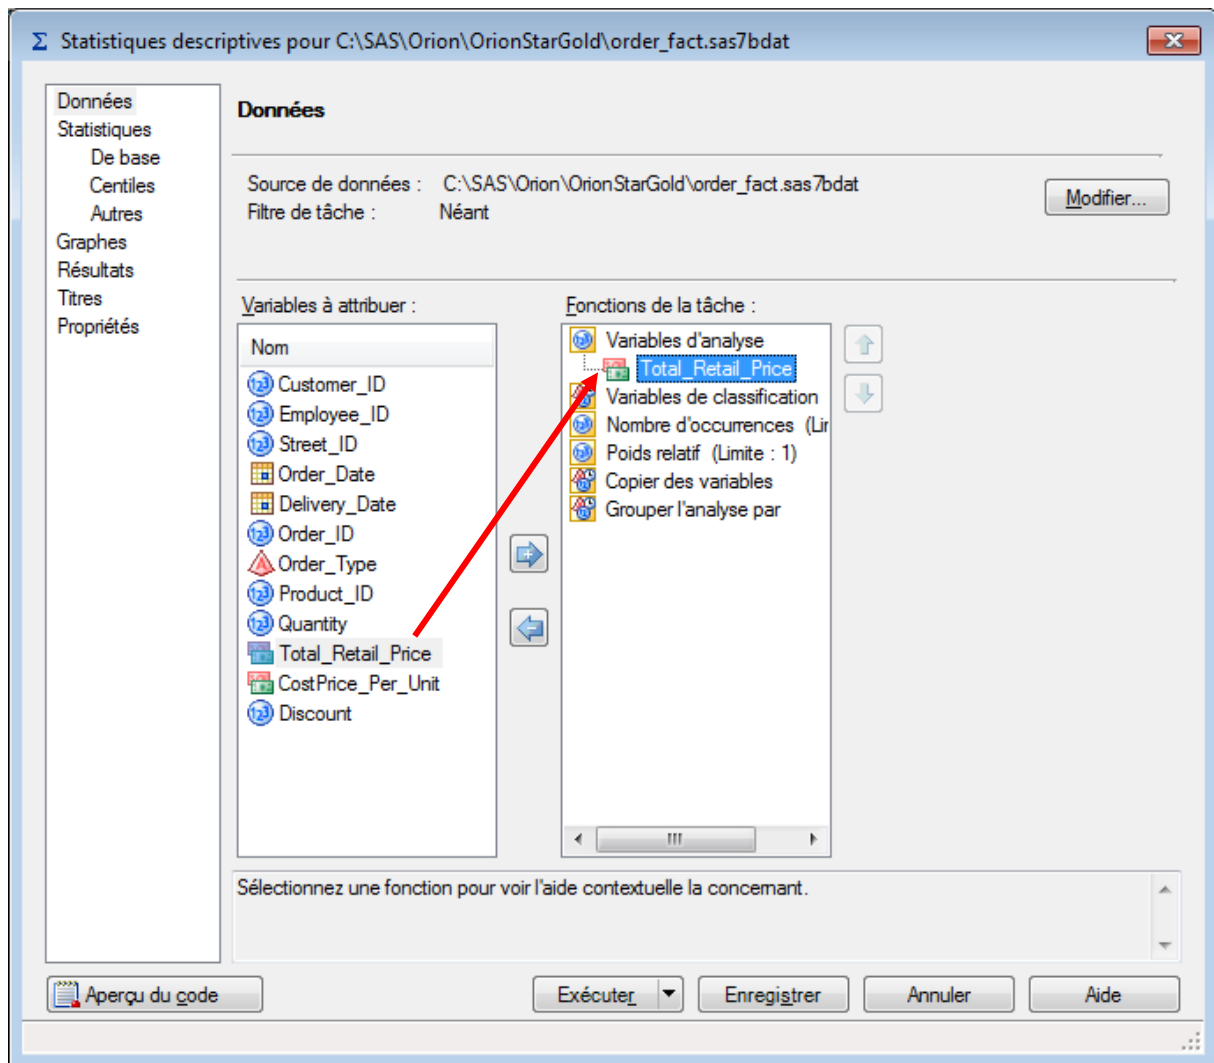 Σ Statistiques descriptives pour C:\SAS\Orion\OrionStarGold\order_fact.sas7bdat
Données
Statistiques
De base
Centiles
Autres
Graphes
Résultats
Titres
Propriétés
Données
Source de données : C:\SAS\Orion\OrionStarGold\order_fact.sas7bdat
Filtre de tâche : Néant
Modifier...
Variables à attribuer :
Nom
Customer_ID
Employee_ID
Street_ID
Order_Date
Delivery_Date
Order_ID
Order_Type
Product_ID
Quantity
Total_Retail_Price
CostPrice_Per_Unit
Discount
Fonctions de la tâche :
Variables d'analyse
Total_Retail_Price
Variables de classification
Nombre d'occurrences (Lir
Poids relatif (Limite : 1)
Copier des variables
Grouper l'analyse par
Sélectionnez une fonction pour voir l'aide contextuelle la concernant.
Aperçu du code
Exécuter
Enregistrer
Annuler
Aide